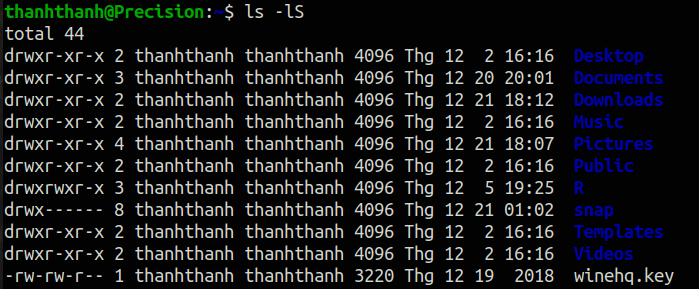 thanhthanh@Precision:~$ ls -lS
total 44
drwxr-xr-x 2 thanhthanh thanhthanh 4096 Thg 12  2 16:16  Desktop
drwxr-xr-x 3 thanhthanh thanhthanh 4096 Thg 12 20 20:01  Documents
drwxr-xr-x 2 thanhthanh thanhthanh 4096 Thg 12 21 18:12  Downloads
drwxr-xr-x 2 thanhthanh thanhthanh 4096 Thg 12  2 16:16  Music
drwxr-xr-x 4 thanhthanh thanhthanh 4096 Thg 12 21 18:07  Pictures
drwxr-xr-x 2 thanhthanh thanhthanh 4096 Thg 12  2 16:16  Public
drwxrwxr-x 3 thanhthanh thanhthanh 4096 Thg 12  5 19:25  R
drwx------ 8 thanhthanh thanhthanh 4096 Thg 12 21 01:02  snap
drwxr-xr-x 2 thanhthanh thanhthanh 4096 Thg 12  2 16:16  Templates
drwxr-xr-x 2 thanhthanh thanhthanh 4096 Thg 12  2 16:16  Videos
-rw-rw-r-- 1 thanhthanh thanhthanh 3220 Thg 12 19  2018  winehq.key